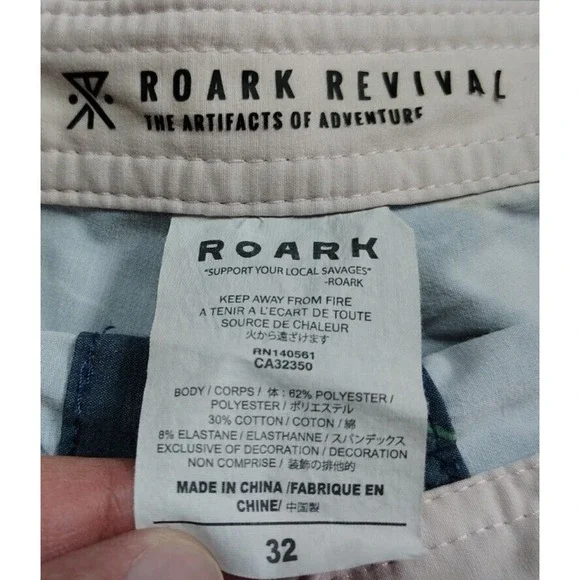 ROARK REVIVAL
THE ARTIFACTS OF ADVENTURE
ROARK
"SUPPORT YOUR LOCAL SAVAGES"
-ROARK
KEEP AWAY FROM FIRE
A TENIR A L'ECART DE TOUTE
SOURCE DE CHALEUR
火から遠ざけます
RN140561
CA32350
BODY / CORPS / 体 : 62% POLYESTER /
POLYESTER / ポリエステル
30% COTTON / COTON / 綿
8% ELASTANE / ELASTHANNE / スパンデックス
EXCLUSIVE OF DECORATION / DECORATION
NON COMPRISE / 装飾の排他的
MADE IN CHINA /FABRIQUE EN
CHINE/ 中国製
32